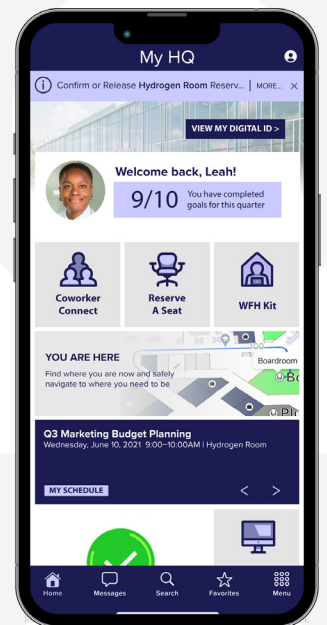 My HQ
Confirm or Release Hydrogen Room Reserv... | MORE... ×
VIEW MY DIGITAL ID >
Welcome back, Leah!
9/10
You have completed
goals for this quarter
Coworker
Connect
Reserve
A Seat
WFH Kit
YOU ARE HERE
Find where you are now and safely
navigate to where you need to be
Boardroom
Q3 Marketing Budget Planning
Wednesday, June 10, 2021 9:00–10:00AM | Hydrogen Room
MY SCHEDULE
< >
Home
Messages
Search
Favorites
Menu